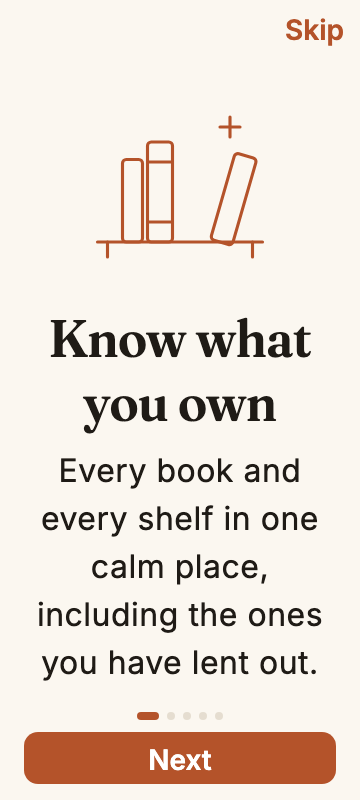 Skip
Know what
you own
Every book and
every shelf in one
calm place,
including the ones
you have lent out.
Next